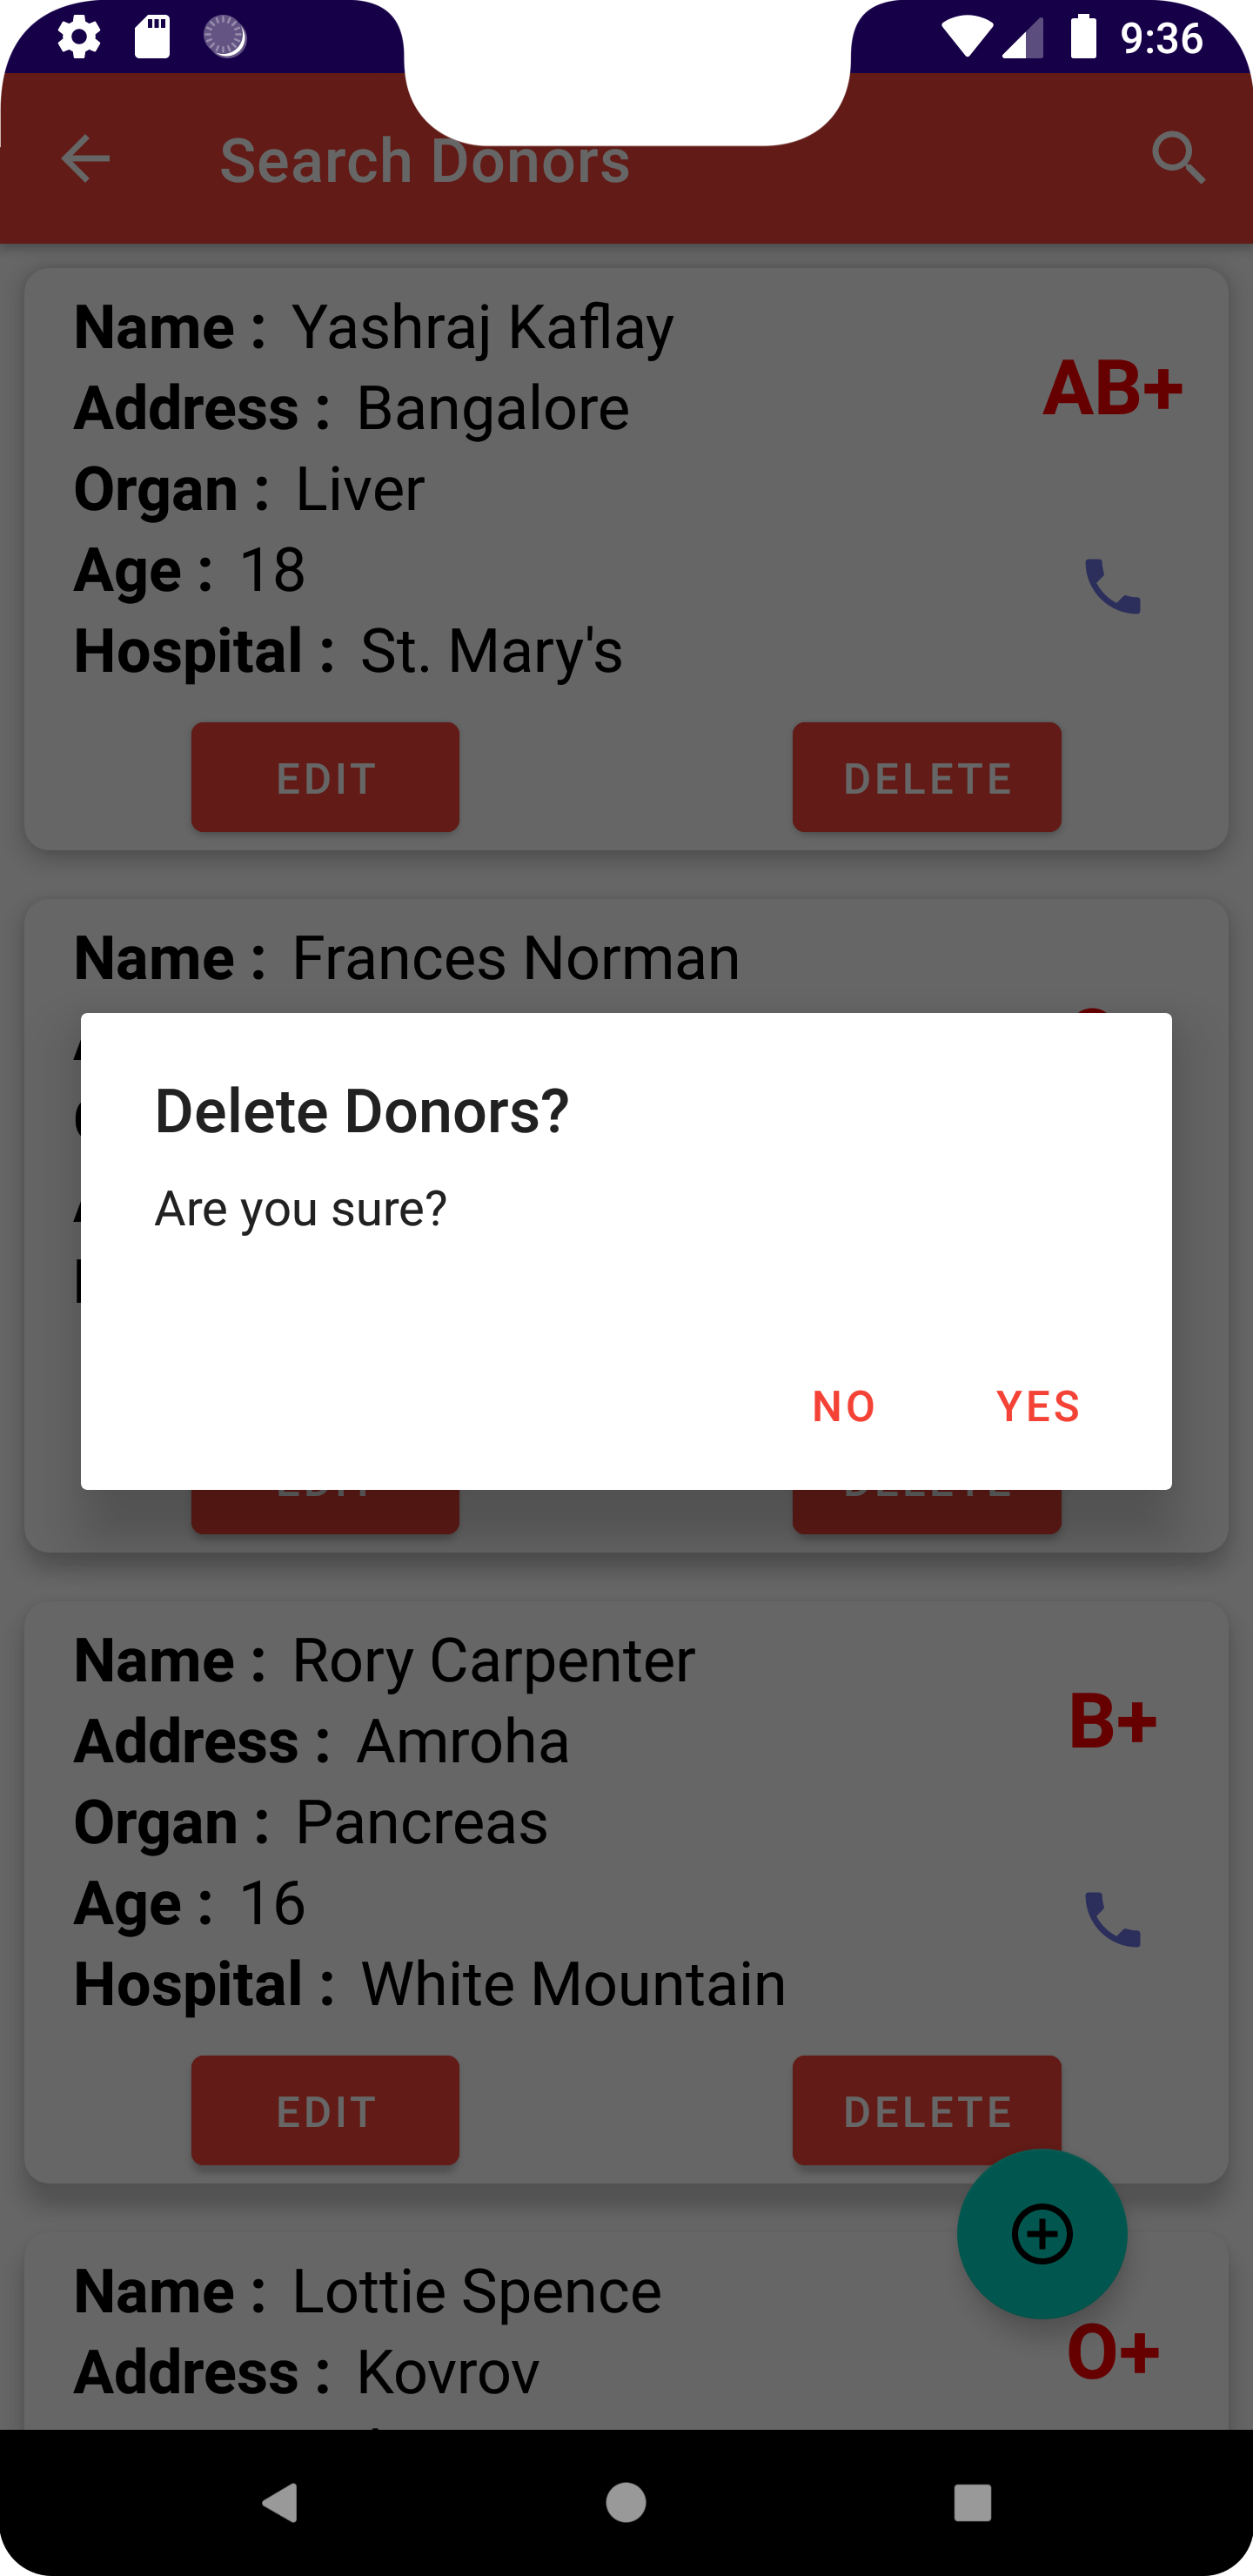 9:36
Search Donors
Name : Yashraj Kaflay
AB+
Address : Bangalore
Organ : Liver
Age : 18
Hospital : St. Mary's
EDIT DELETE
Name : Frances Norman
Delete Donors?
Are you sure?
NO YES
EDIT DELETE
Name : Rory Carpenter
B+
Address : Amroha
Organ : Pancreas
Age : 16
Hospital : White Mountain
EDIT DELETE
Name : Lottie Spence
O+
Address : Kovrov